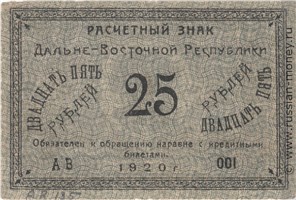 РАСЧЕТНЫЙ ЗНАК
ДАЛЬНЕ-ВОСТОЧНОЙ РЕСПУБЛИКИ
ДВАДЦАТЬ ПЯТЬ
РУБЛЕЙ
25
РУБЛЕЙ
ДВАДЦАТЬ ПЯТЬ
Обязателен к обращению наравне с кредитными
билетами.
АВ
1920 г.
001
www.russian-money.ru